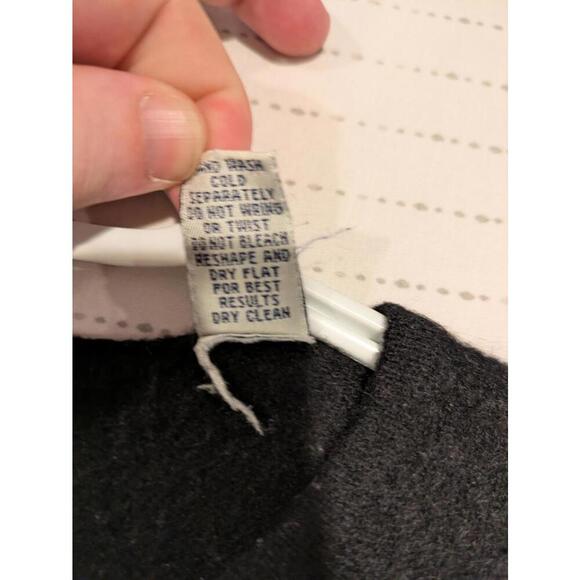 AND WASH
COLD
SEPARATELY
DO NOT WRING
OR TWIST
DO NOT BLEACH
RESHAPE AND
DRY FLAT
FOR BEST
RESULTS
DRY CLEAN